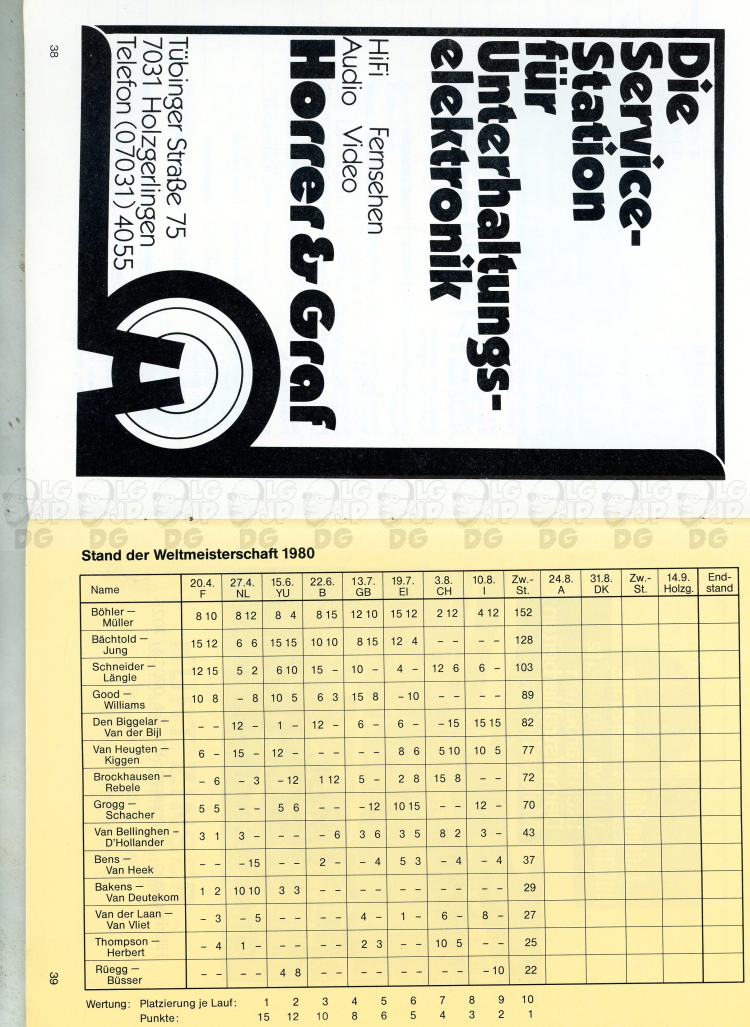 Die
Service-
Station
für
Unterhaltungs-
elektronik
HiFi Fernsehen
Audio Video
Horrer & Graf
Tübinger Straße 75
7031 Holzgerlingen
Telefon (07031) 4055
38
LG
DG
Stand der Weltmeisterschaft 1980
Name 20.4. F 27.4. NL 15.6. YU 22.6. B 13.7. GB 19.7. EI 3.8. CH 10.8. I Zw.-St. 24.8. A 31.8. DK Zw.-St. 14.9. Holzg. End-stand
Böhler – Müller 8 10 8 12 8 4 8 15 12 10 15 12 2 12 4 12 152
Bächtold – Jung 15 12 6 6 15 15 10 10 8 15 12 4 – – – – 128
Schneider – Längle 12 15 5 2 6 10 15 – 10 – 4 – 12 6 6 – 103
Good – Williams 10 8 – 8 10 5 6 3 15 8 – 10 – – – – 89
Den Biggelar – Van der Bijl – – 12 – 1 – 12 – 6 – 6 – – 15 15 15 82
Van Heugten – Kiggen 6 – 15 – 12 – – – – – 8 6 5 10 10 5 77
Brockhausen – Rebele – 6 – 3 – 12 1 12 5 – 2 8 15 8 – – 72
Grogg – Schacher 5 5 – – 5 6 – – – 12 10 15 – – 12 – 70
Van Bellinghen – D'Hollander 3 1 3 – – – – 6 3 6 3 5 8 2 3 – 43
Bens – Van Heek – – – 15 – – 2 – – 4 5 3 – 4 – 4 37
Bakens – Van Deutekom 1 2 10 10 3 3 – – – – – – – – – – 29
Van der Laan – Van Vliet – 3 – 5 – – – – 4 – 1 – 6 – 8 – 27
Thompson – Herbert – 4 1 – – – – – 2 3 – – 10 5 – – 25
Rüegg – Büsser – – – – 4 8 – – – – – – – – – 10 22
Wertung: Platzierung je Lauf: 1 2 3 4 5 6 7 8 9 10
Punkte: 15 12 10 8 6 5 4 3 2 1
39